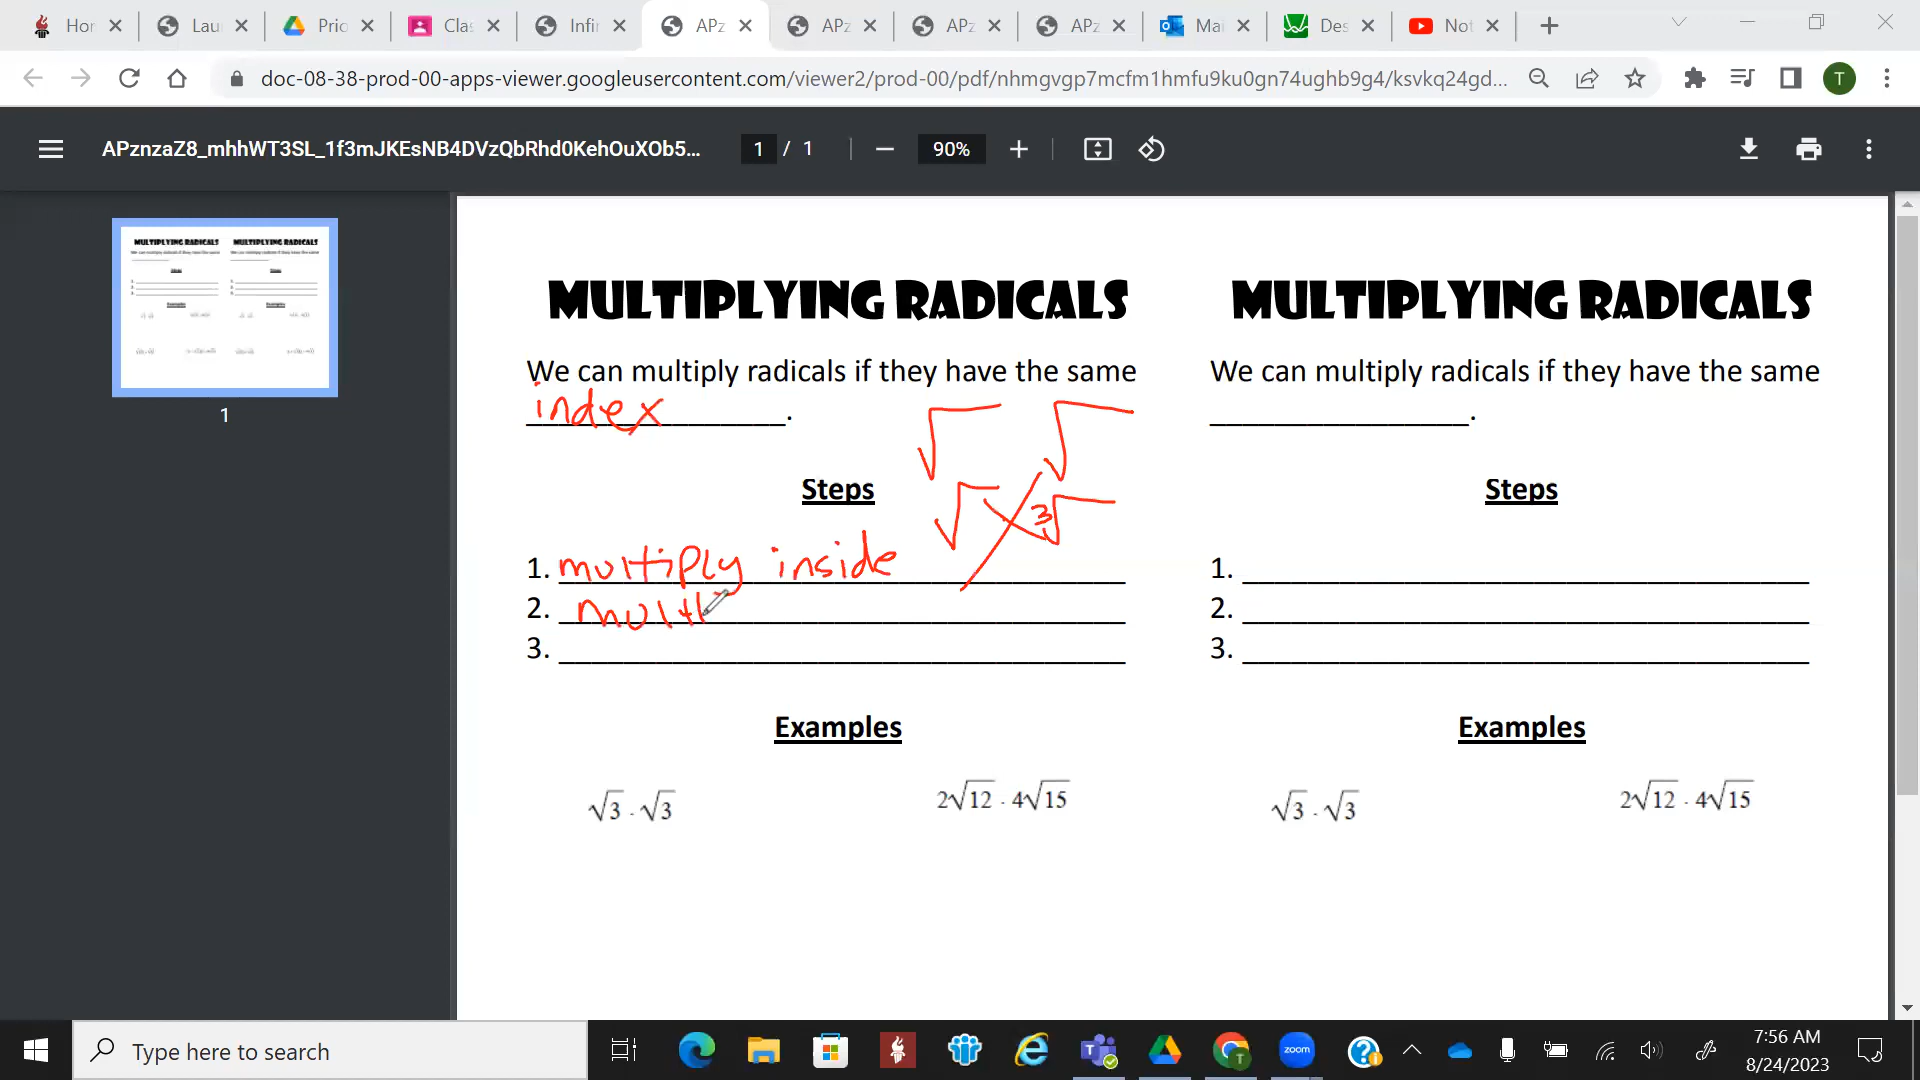 Hor Lau Prio Clas Infir APz APz APz APz Mai Des Not
doc-08-38-prod-00-apps-viewer.googleusercontent.com/viewer2/prod-00/pdf/nhmgvgp7mcfm1hmfu9ku0gn74ughb9g4/ksvkq24gd... T
APznzaZ8_mhhWT3SL_1f3mJKEsNB4DVzQbRhd0KehOuXOb5... 1 / 1 90%
1
MULTIPLYING RADICALS
We can multiply radicals if they have the same
index.
√ √
Steps
√ ³√
1. multiply inside
2. multi
3.
Examples
√3 · √3 2√12 · 4√15
MULTIPLYING RADICALS
We can multiply radicals if they have the same
.
Steps
1.
2.
3.
Examples
√3 · √3 2√12 · 4√15
Type here to search
zoom
7:56 AM
8/24/2023